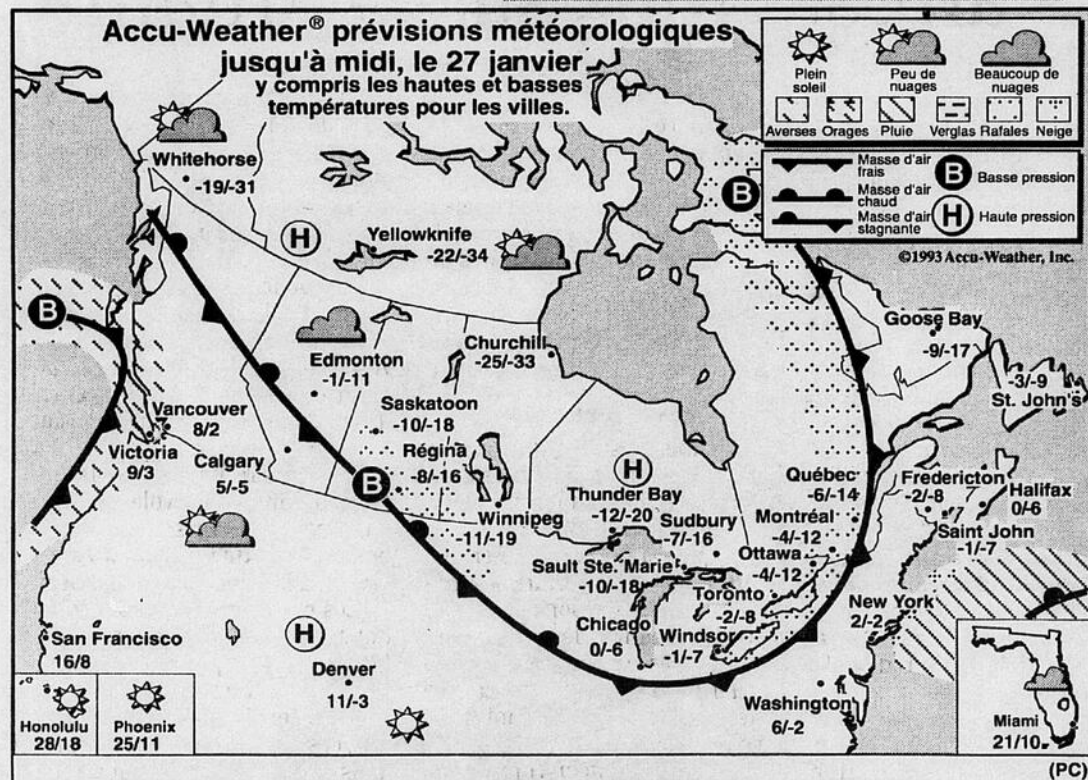 Accu-Weather® prévisions météorologiques
jusqu'à midi, le 27 janvier
y compris les hautes et basses
températures pour les villes.
Plein
soleil
Peu de
nuages
Beaucoup de
nuages
Averses Orages Pluie Verglas Rafales Neige
Masse d'air
frais
B Basse pression
Masse d'air
chaud
Masse d'air
stagnante
H Haute pression
©1993 Accu-Weather, Inc.
Whitehorse
-19/-31
B
H
Yellowknife
-22/-34
B
Goose Bay
-9/-17
Churchill
-25/-33
Edmonton
-1/-11
-3/-9
St. John's
Saskatoon
-10/-18
Vancouver
8/2
Victoria
9/3
Calgary
5/-5
Régina
-8/-16
B
H
Winnipeg
-11/-19
Thunder Bay
-12/-20
Sudbury
-7/-16
Québec
-6/-14
Montréal
-4/-12
Ottawa
-4/-12
Fredericton
-2/-8
Halifax
0/-6
Saint John
-1/-7
Sault Ste. Marie
-10/-18
Toronto
-2/-8
Chicago
0/-6
Windsor
-1/-7
New York
2/-2
San Francisco
16/8
H
Denver
11/-3
Washington
6/-2
Honolulu
28/18
Phoenix
25/11
Miami
21/10
(PC)